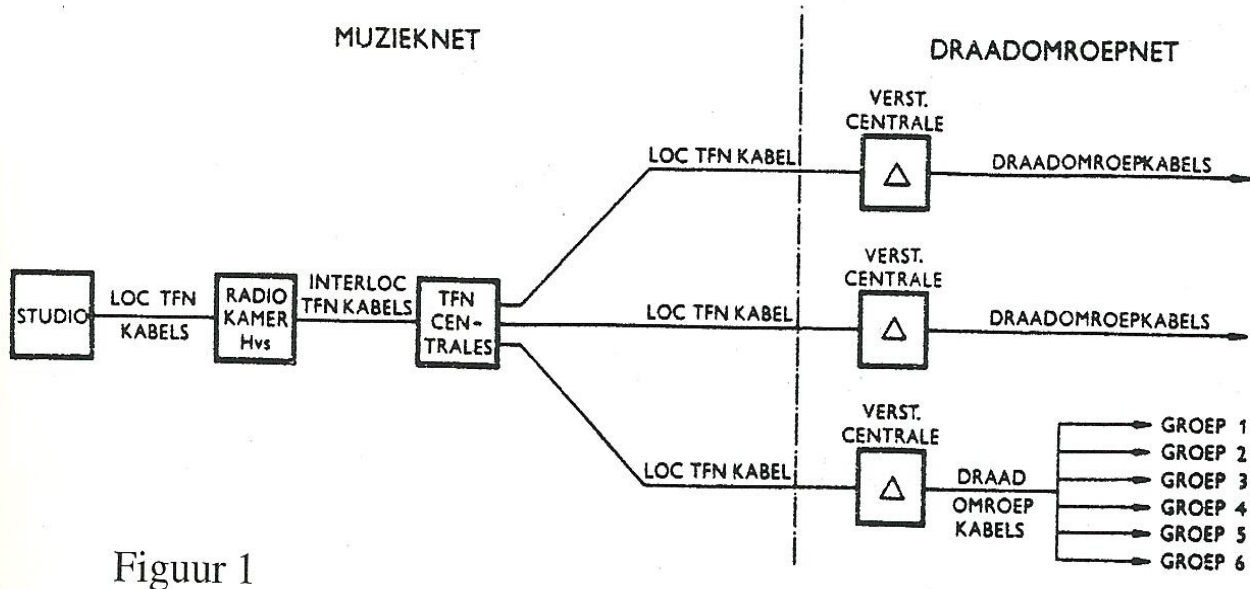 MUZIEKNET
DRAADOMROEPNET
VERST.
CENTRALE
LOC TFN KABEL
DRAADOMROEPKABELS
STUDIO
LOC TFN
KABELS
RADIO
KAMER
Hvs
INTERLOC
TFN KABELS
TFN
CEN-
TRALES
LOC TFN KABEL
VERST.
CENTRALE
DRAADOMROEPKABELS
LOC TFN KABEL
VERST.
CENTRALE
DRAAD
OMROEP
KABELS
GROEP 1
GROEP 2
GROEP 3
GROEP 4
GROEP 5
GROEP 6
Figuur 1